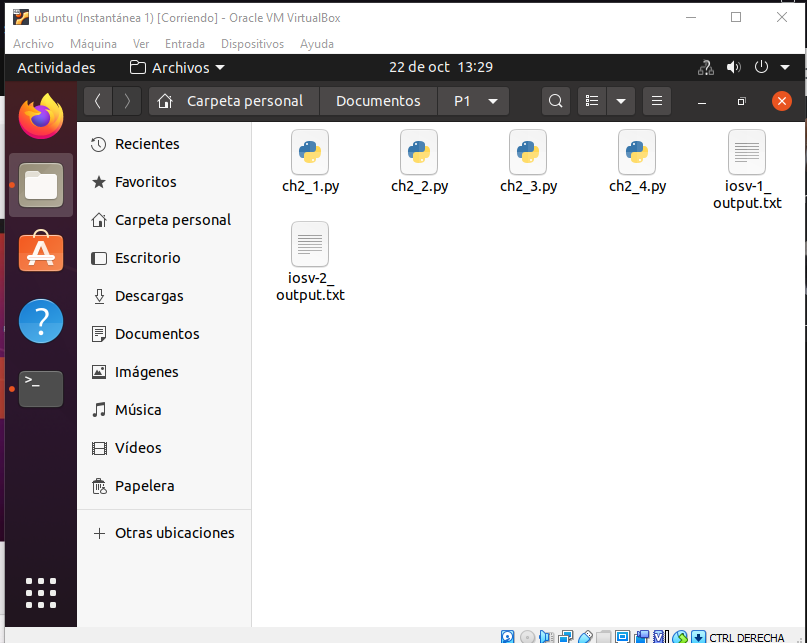 ubuntu (Instantánea 1) [Corriendo] - Oracle VM VirtualBox
Archivo Máquina Ver Entrada Dispositivos Ayuda
Actividades Archivos 22 de oct 13:29
Carpeta personal Documentos P1
Recientes
Favoritos
Carpeta personal
Escritorio
Descargas
Documentos
Imágenes
Música
Vídeos
Papelera
Otras ubicaciones
ch2_1.py ch2_2.py ch2_3.py ch2_4.py iosv-1_
output.txt
iosv-2_
output.txt
CTRL DERECHA